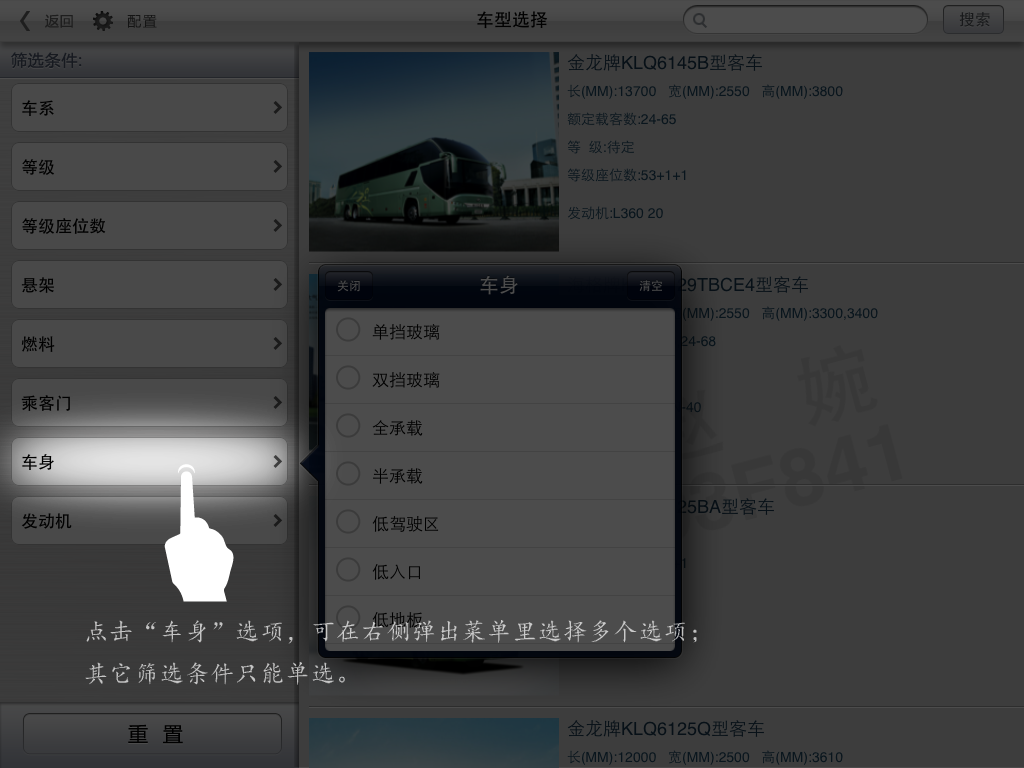 返回 配置 车型选择 搜索
筛选条件:
车系
等级
等级座位数
悬架
燃料
乘客门
车身
发动机
重 置
金龙牌KLQ6145B型客车
长(MM):13700 宽(MM):2550 高(MM):3800
额定载客数:24-65
等 级:待定
等级座位数:53+1+1
发动机:L360 20
29TBCE4型客车
(MM):2550 高(MM):3300,3400
24-68
-40
25BA型客车
关闭 车身 清空
单挡玻璃
双挡玻璃
全承载
半承载
低驾驶区
低入口
低地板
点击“车身”选项，可在右侧弹出菜单里选择多个选项；
其它筛选条件只能单选。
金龙牌KLQ6125Q型客车
长(MM):12000 宽(MM):2500 高(MM):3610